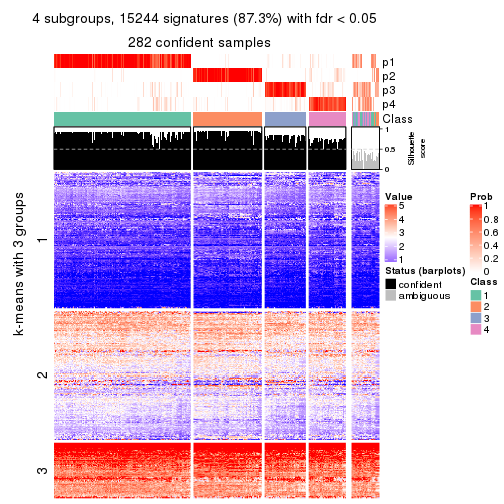 4 subgroups, 15244 signatures (87.3%) with fdr < 0.05
282 confident samples
p1
p2
p3
p4
Class
1
0.5
0
Silhouette
score
k-means with 3 groups
1
2
3
Value
5
4
3
2
1
Status (barplots)
confident
ambiguous
Prob
1
0.8
0.6
0.4
0.2
0
Class
1
2
3
4